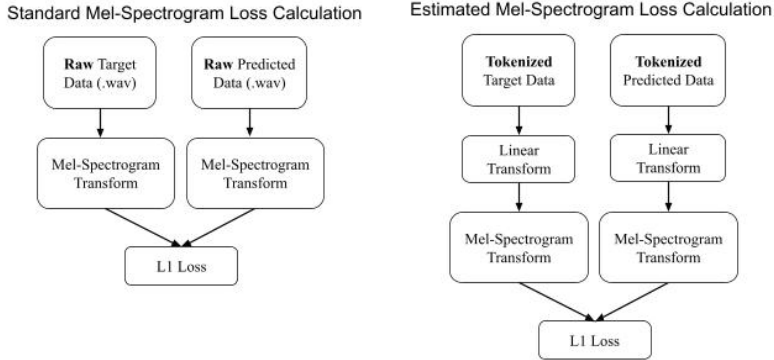 Standard Mel-Spectrogram Loss Calculation
Raw Target
Data (.wav)
Raw Predicted
Data (.wav)
Mel-Spectrogram
Transform
Mel-Spectrogram
Transform
L1 Loss
Estimated Mel-Spectrogram Loss Calculation
Tokenized
Target Data
Tokenized
Predicted Data
Linear
Transform
Linear
Transform
Mel-Spectrogram
Transform
Mel-Spectrogram
Transform
L1 Loss